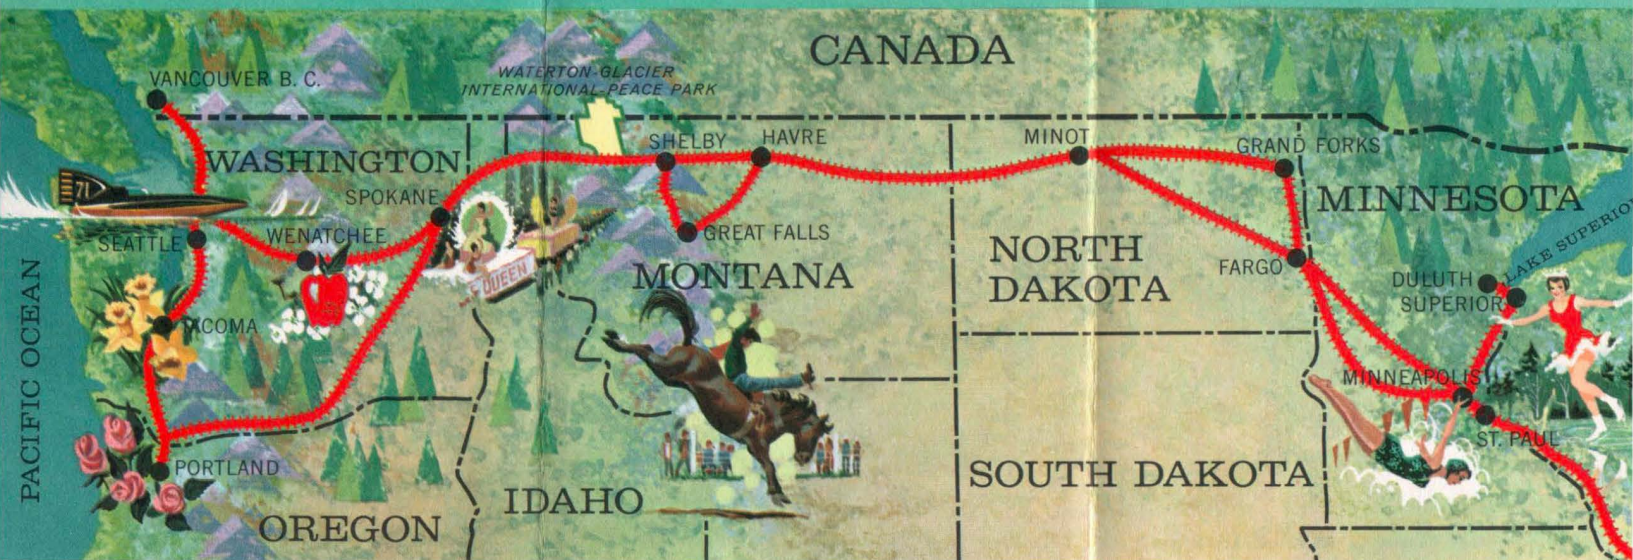 CANADA
VANCOUVER B. C.
WATERTON-GLACIER
INTERNATIONAL-PEACE PARK
WASHINGTON
SHELBY
HAVRE
MINOT
GRAND FORKS
71
SPOKANE
MINNESOTA
SEATTLE
WENATCHEE
GREAT FALLS
LAKE SUPERIOR
QUEEN
MONTANA
NORTH
DAKOTA
FARGO
DULUTH
SUPERIOR
PACIFIC OCEAN
TACOMA
MINNEAPOLIS
ST. PAUL
PORTLAND
SOUTH DAKOTA
IDAHO
OREGON